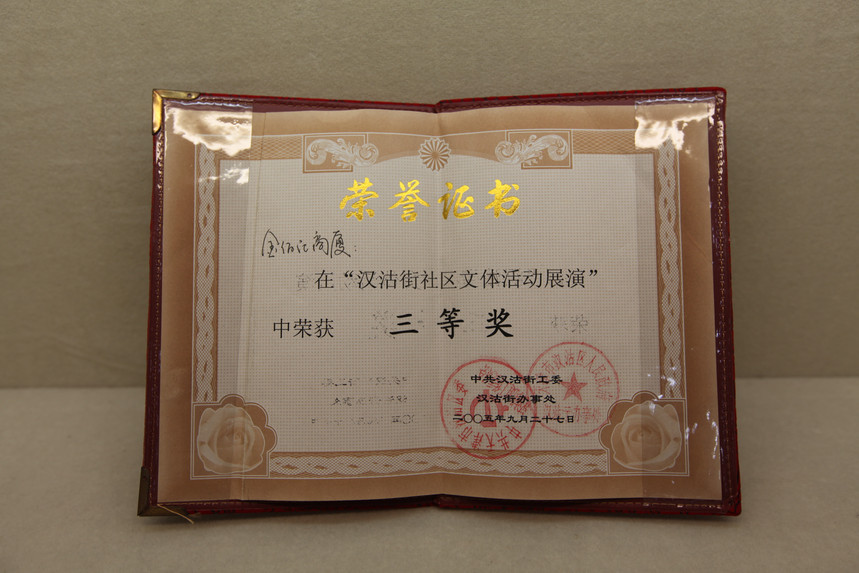 荣誉证书
金佰汇商厦：
在“汉沽街社区文体活动展演”
中荣获 三等奖
中共汉沽街工委
汉沽街办事处
二〇〇五年九月二十七日